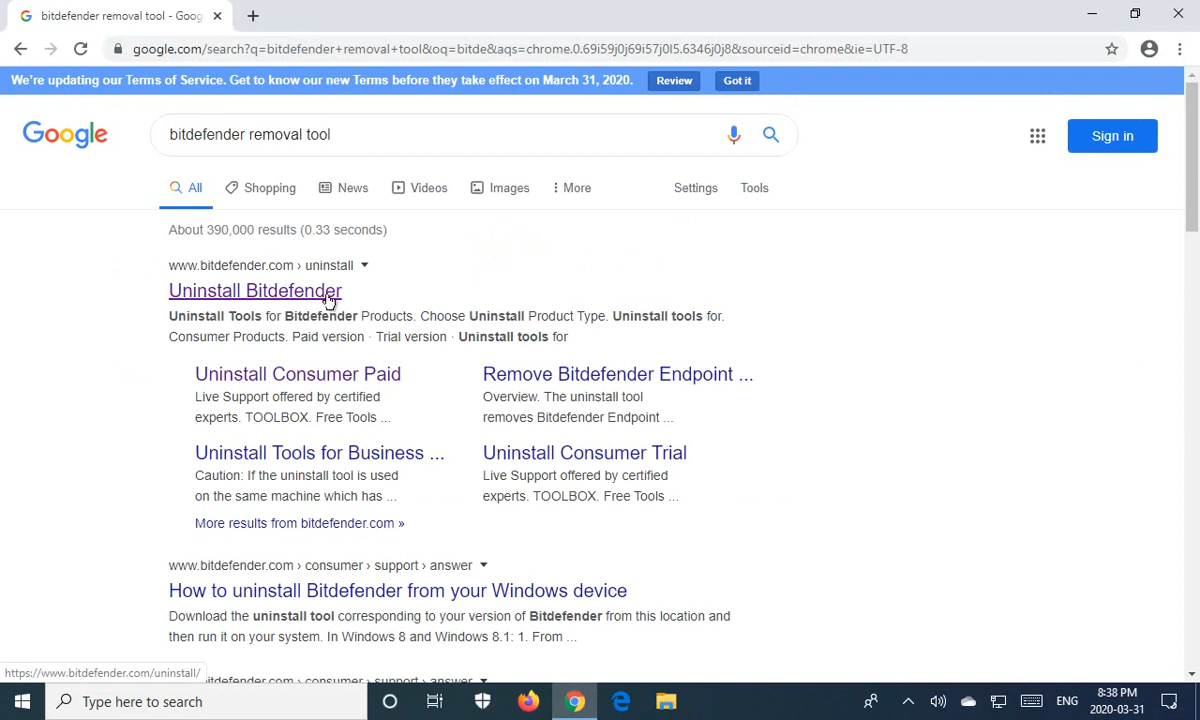 bitdefender removal tool - Goog
google.com/search?q=bitdefender+removal+tool&oq=bitde&aqs=chrome.0.69i59j0j69i57j0l5.6346j0j8&sourceid=chrome&ie=UTF-8
We're updating our Terms of Service. Get to know our new Terms before they take effect on March 31, 2020. Review Got it
Google bitdefender removal tool Sign in
All Shopping News Videos Images More Settings Tools
About 390,000 results (0.33 seconds)
www.bitdefender.com › uninstall
Uninstall Bitdefender
Uninstall Tools for Bitdefender Products. Choose Uninstall Product Type. Uninstall tools for.
Consumer Products. Paid version · Trial version · Uninstall tools for
Uninstall Consumer Paid
Live Support offered by certified
experts. TOOLBOX. Free Tools ...
Remove Bitdefender Endpoint ...
Overview. The uninstall tool
removes Bitdefender Endpoint ...
Uninstall Tools for Business ...
Caution: If the uninstall tool is used
on the same machine which has ...
Uninstall Consumer Trial
Live Support offered by certified
experts. TOOLBOX. Free Tools ...
More results from bitdefender.com »
www.bitdefender.com › consumer › support › answer
How to uninstall Bitdefender from your Windows device
Download the uninstall tool corresponding to your version of Bitdefender from this location and
then run it on your system. In Windows 8 and Windows 8.1: 1. From ...
https://www.bitdefender.com/uninstall/
itdefender.com › consumer › support › answer
Type here to search
ENG
8:38 PM
2020-03-31